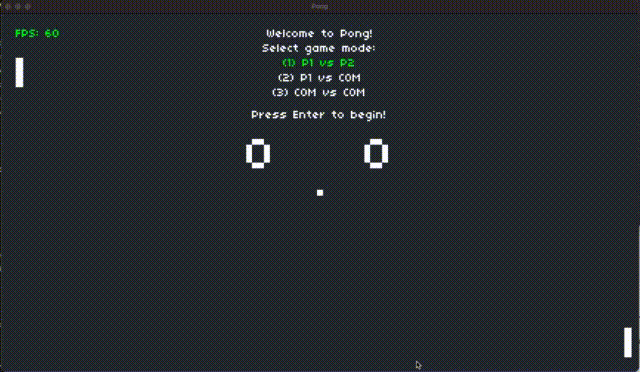 Pong
FPS: 60
Welcome to Pong!
Select game mode:
(1) P1 vs P2
(2) P1 vs COM
(3) COM vs COM
Press Enter to begin!
0 0